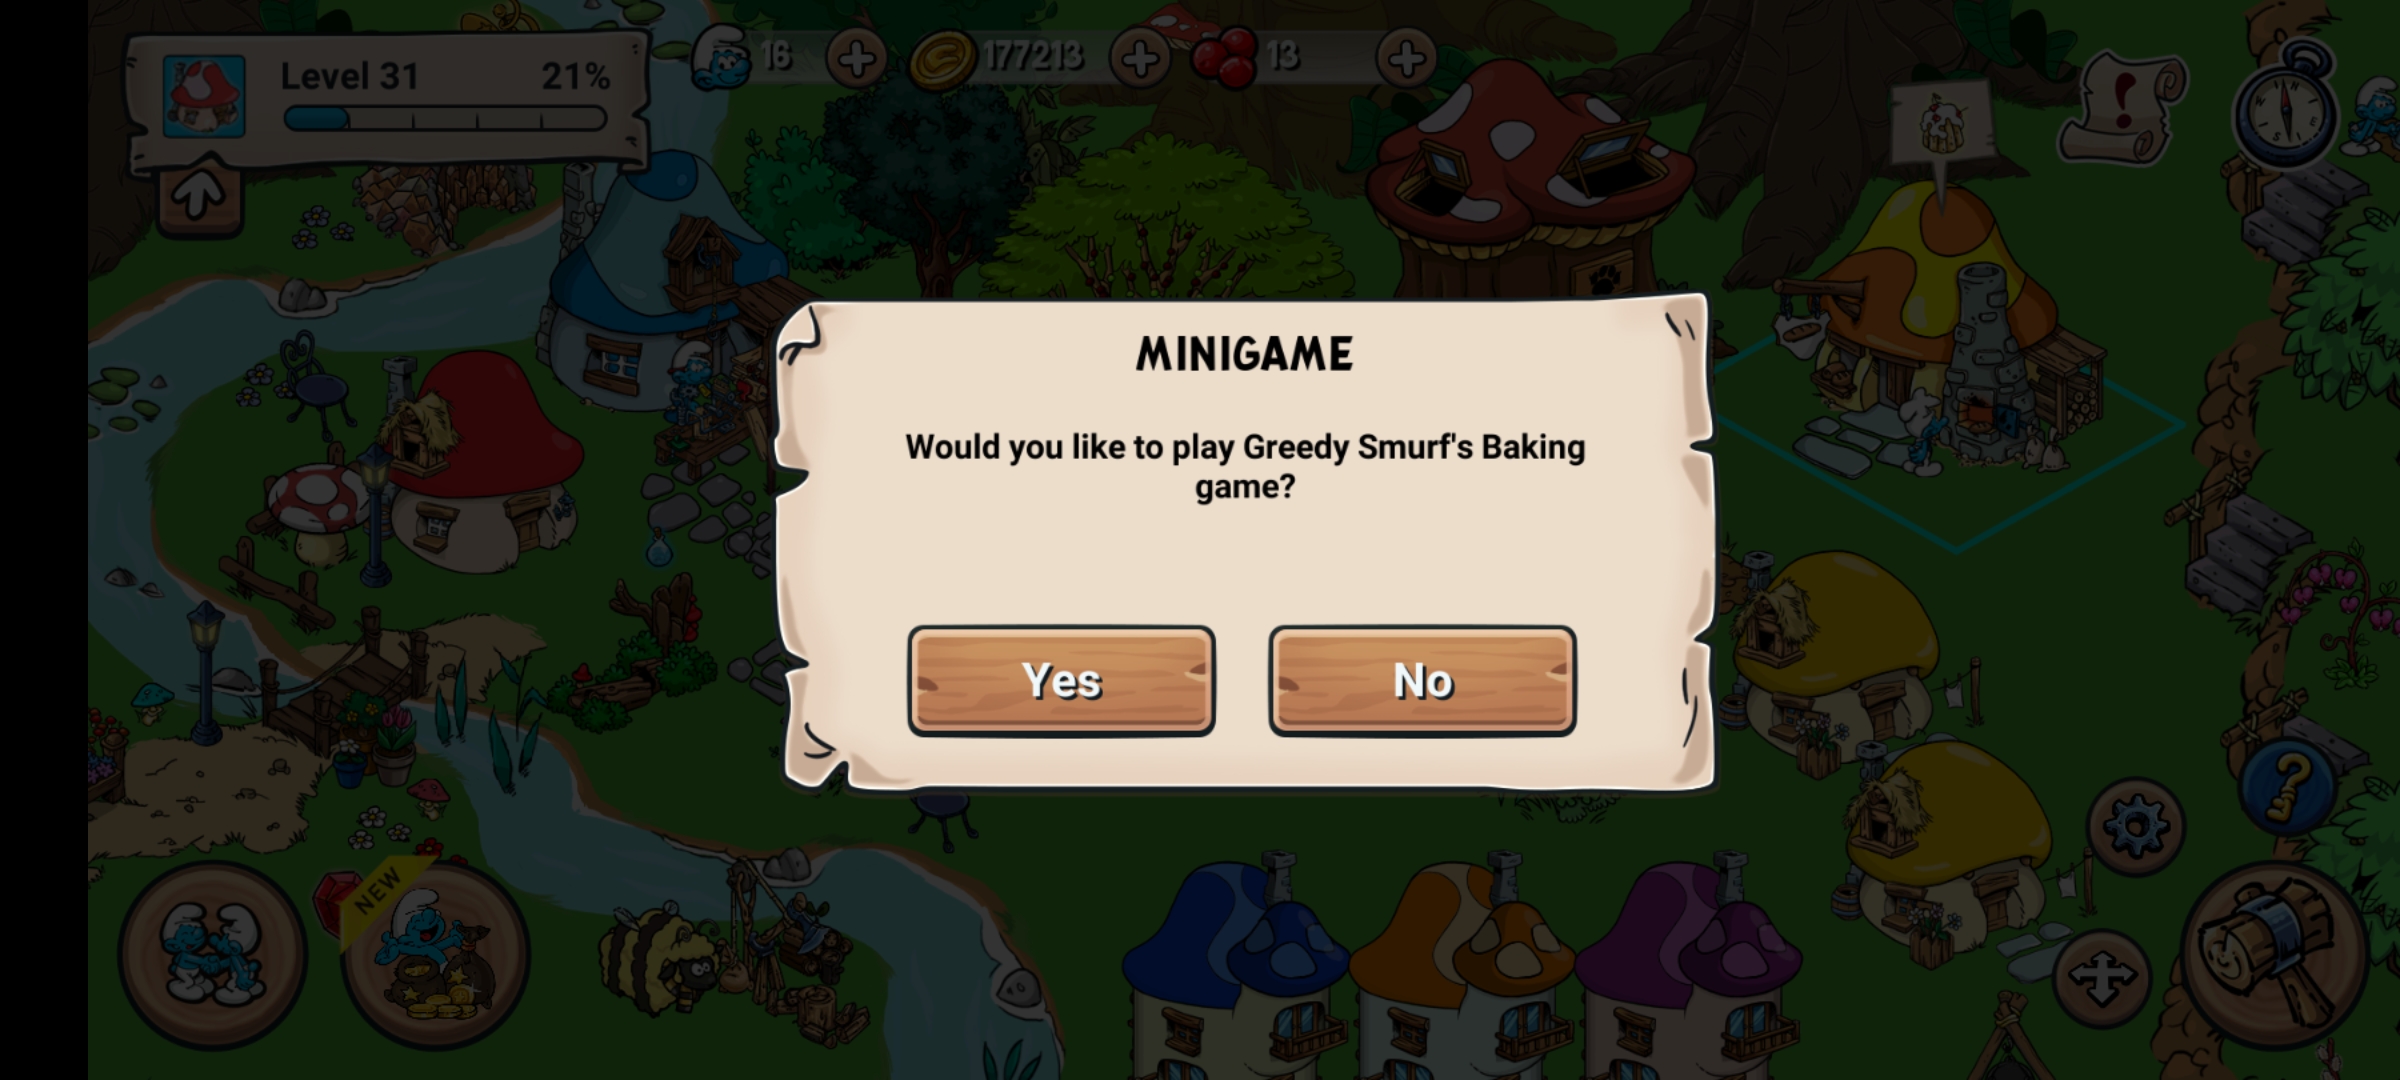 Level 31 21%
16
177213
13
MINIGAME
Would you like to play Greedy Smurf's Baking
game?
Yes
No
NEW